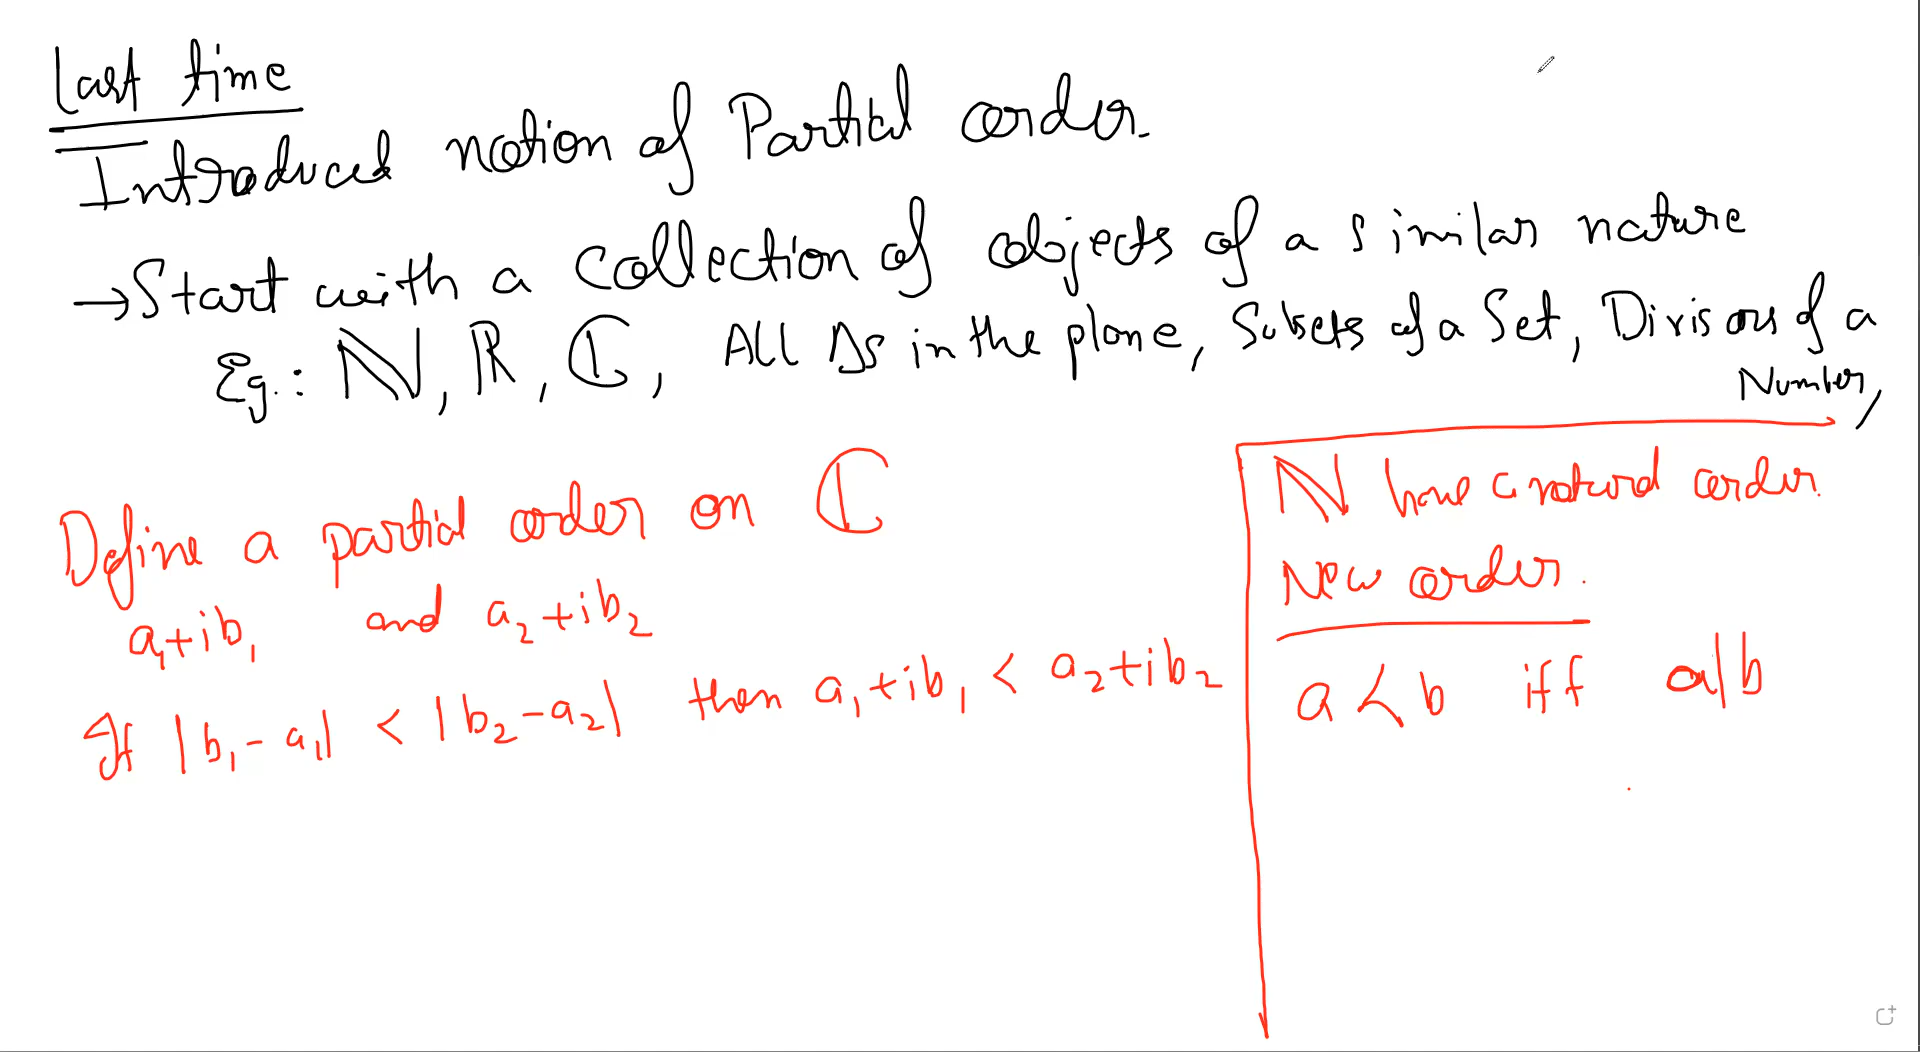 Last time
Introduced notion of Partial order.
→ Start with a collection of objects of a similar nature
Eg.: ℕ, ℝ, ℂ, All Δs in the plane, Subsets of a Set, Divisors of a
Number,
Define a partial order on ℂ
a₁+ib₁ and a₂+ib₂
If |b₁-a₁| < |b₂-a₂| then a₁+ib₁ < a₂+ib₂
ℕ have a natural order.
New order.
a < b iff a|b